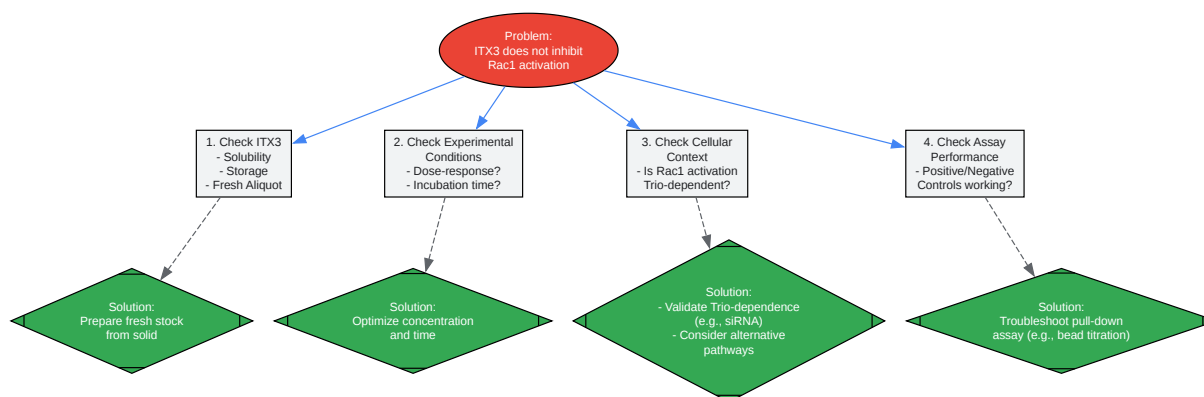 Problem:
ITX3 does not inhibit
Rac1 activation
1. Check ITX3
- Solubility
- Storage
- Fresh Aliquot
2. Check Experimental
Conditions
- Dose-response?
- Incubation time?
3. Check Cellular
Context
- Is Rac1 activation
Trio-dependent?
4. Check Assay
Performance
- Positive/Negative
Controls working?
Solution:
Prepare fresh stock
from solid
Solution:
Optimize concentration
and time
Solution:
- Validate Trio-dependence
(e.g., siRNA)
- Consider alternative
pathways
Solution:
Troubleshoot pull-down
assay (e.g., bead titration)